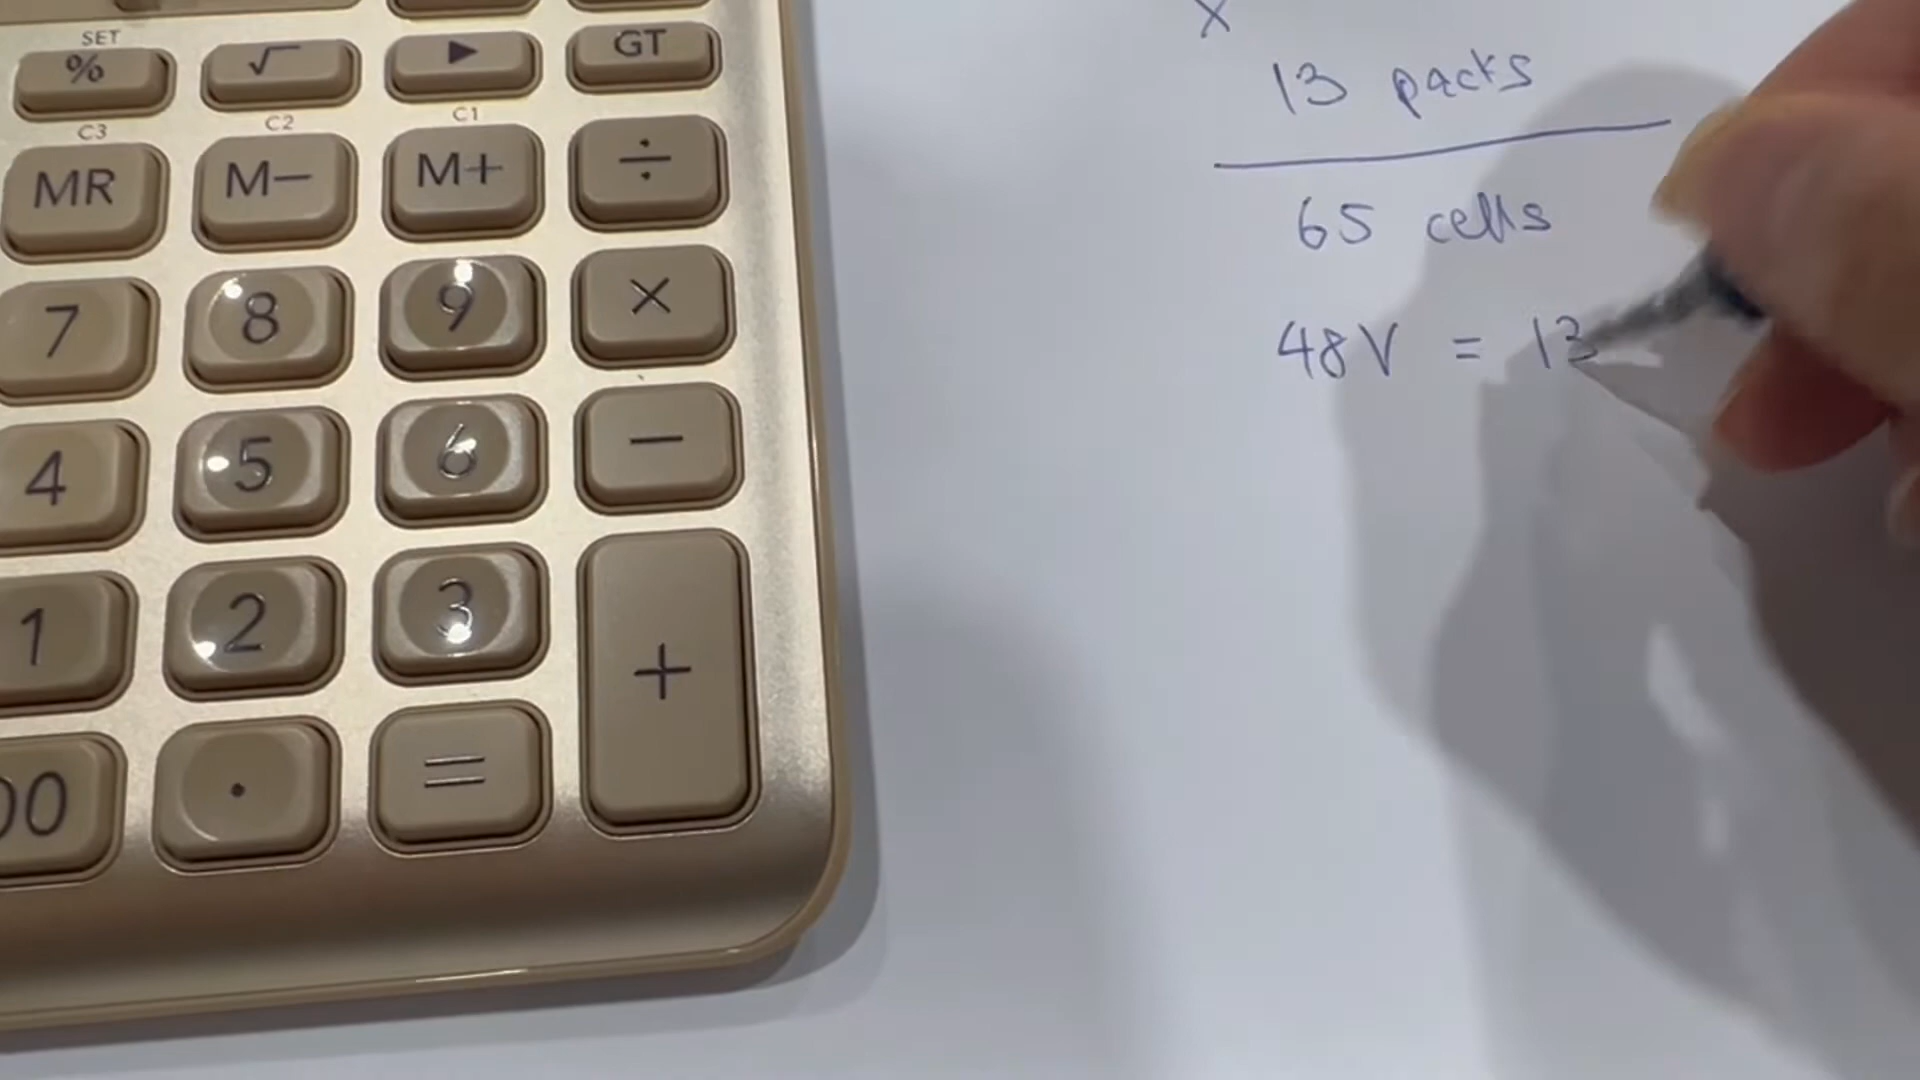 SET
% √ ▶ GT
C3 C2 C1
MR M− M+ ÷
7 8 9 ×
4 5 6 −
1 2 3 +
00 . =
×
13 packs
65 cells
48V = 13